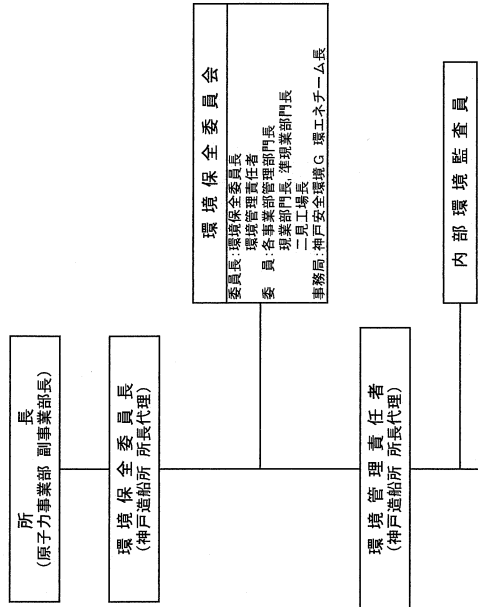 所長
(原子力事業部 副事業部長)
環境保全委員長
(神戸造船所 所長代理)
環境保全委員会
委員長:環境保全委員長
環境管理責任者
委 員:各事業部管理部門長
現業部門長, 準現業部門長
二見工場長
事務局:神戸安全環境G 環エネチーム長
環境管理責任者
(神戸造船所 所長代理)
内部環境監査員